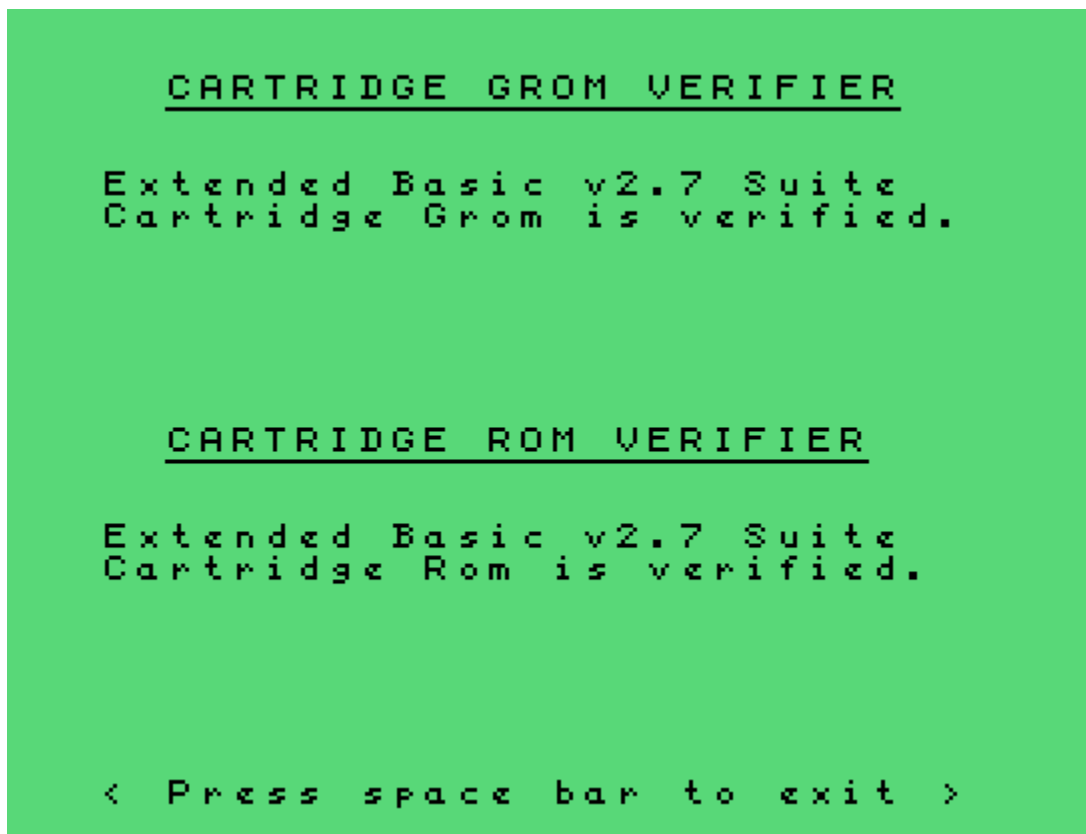 CARTRIDGE GROM VERIFIER
Extended Basic v2.7 Suite
Cartridge Grom is verified.
CARTRIDGE ROM VERIFIER
Extended Basic v2.7 Suite
Cartridge Rom is verified.
< Press space bar to exit >